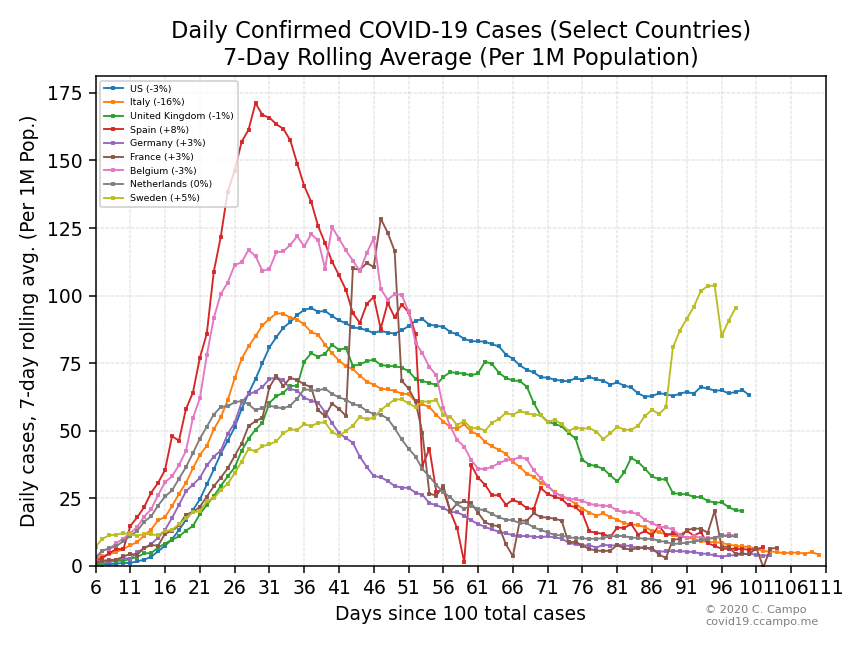 Daily Confirmed COVID-19 Cases (Select Countries)
7-Day Rolling Average (Per 1M Population)
Daily cases, 7-day rolling avg. (Per 1M Pop.)
175
150
125
100
75
50
25
0
US (-3%)
Italy (-16%)
United Kingdom (-1%)
Spain (+8%)
Germany (+3%)
France (+3%)
Belgium (-3%)
Netherlands (0%)
Sweden (+5%)
6 11 16 21 26 31 36 41 46 51 56 61 66 71 76 81 86 91 96 101 106 111
Days since 100 total cases
© 2020 C. Campo
covid19.ccampo.me